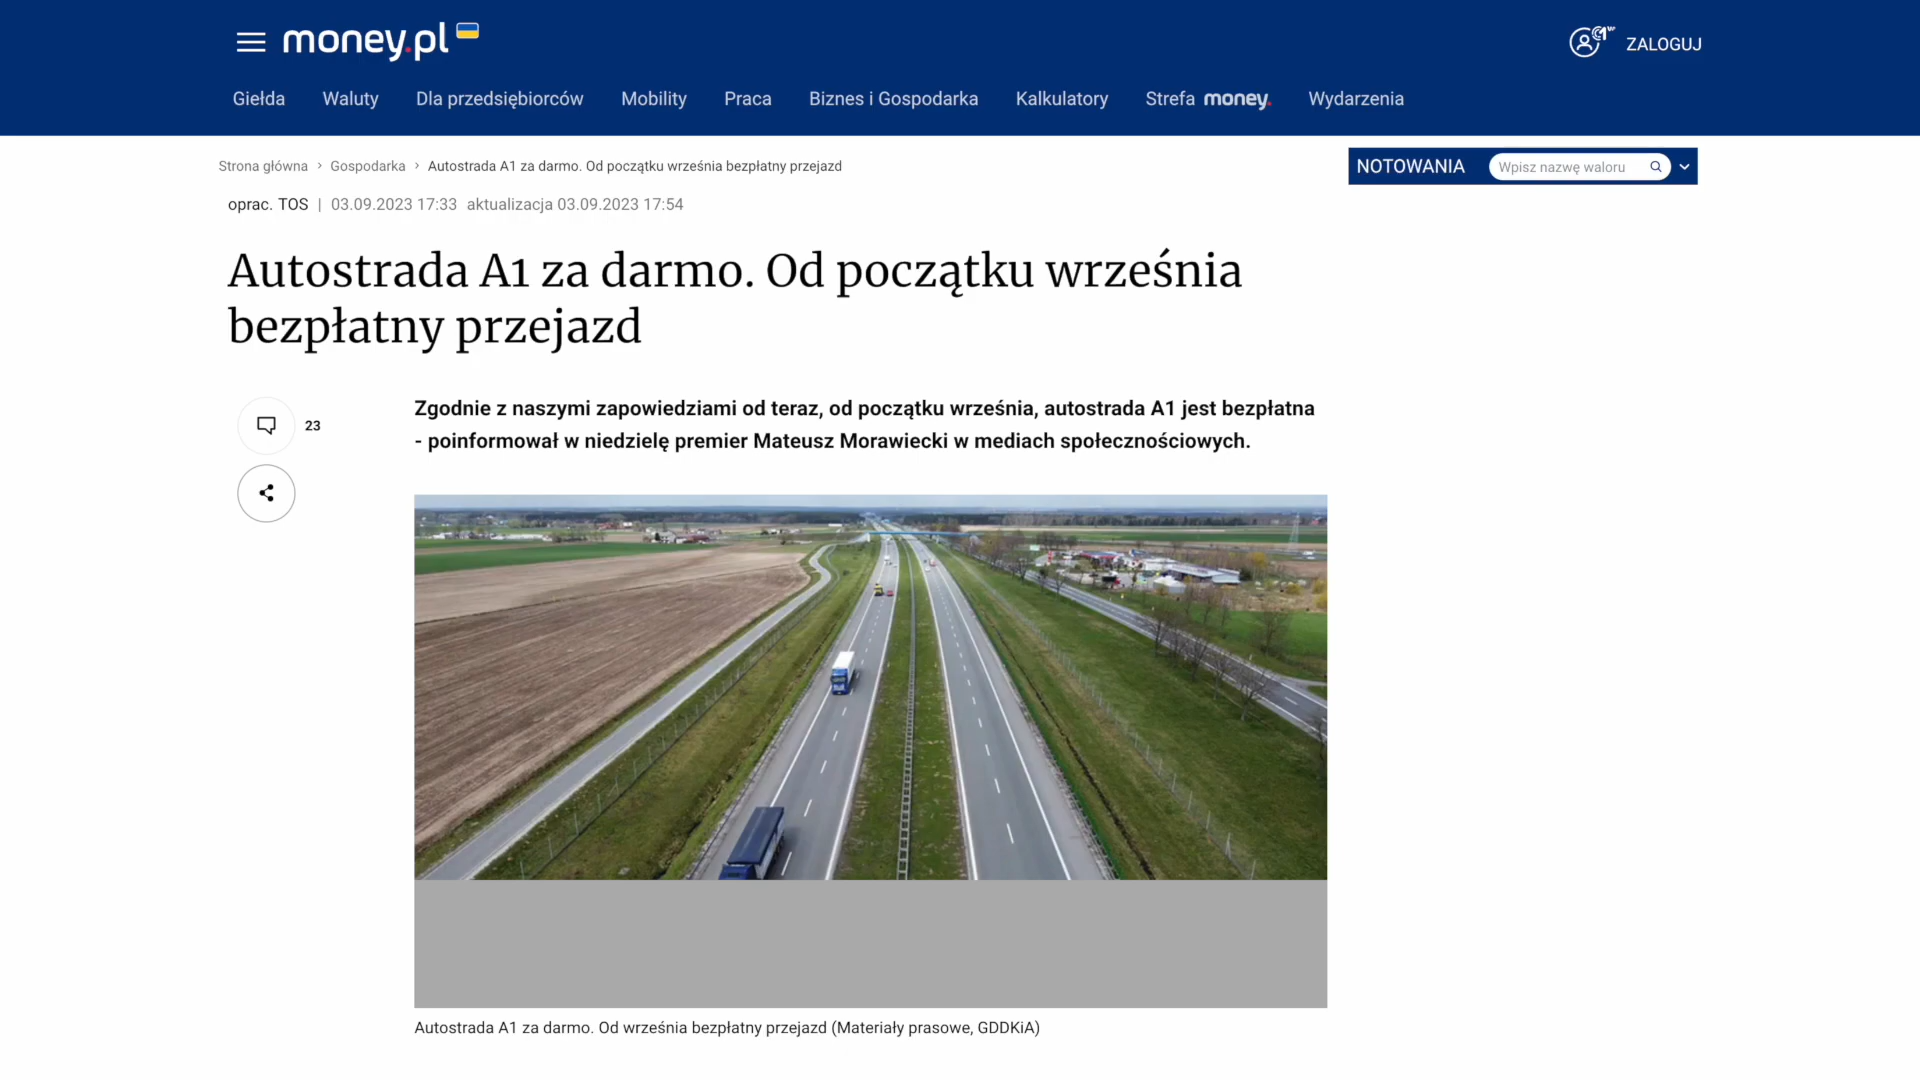 money.pl
ZALOGUJ
Giełda Waluty Dla przedsiębiorców Mobility Praca Biznes i Gospodarka Kalkulatory Strefa money. Wydarzenia
Strona główna > Gospodarka > Autostrada A1 za darmo. Od początku września bezpłatny przejazd
NOTOWANIA Wpisz nazwę waloru
oprac. TOS | 03.09.2023 17:33 aktualizacja 03.09.2023 17:54
Autostrada A1 za darmo. Od początku września
bezpłatny przejazd
23
Zgodnie z naszymi zapowiedziami od teraz, od początku września, autostrada A1 jest bezpłatna
- poinformował w niedzielę premier Mateusz Morawiecki w mediach społecznościowych.
Autostrada A1 za darmo. Od września bezpłatny przejazd (Materiały prasowe, GDDKiA)